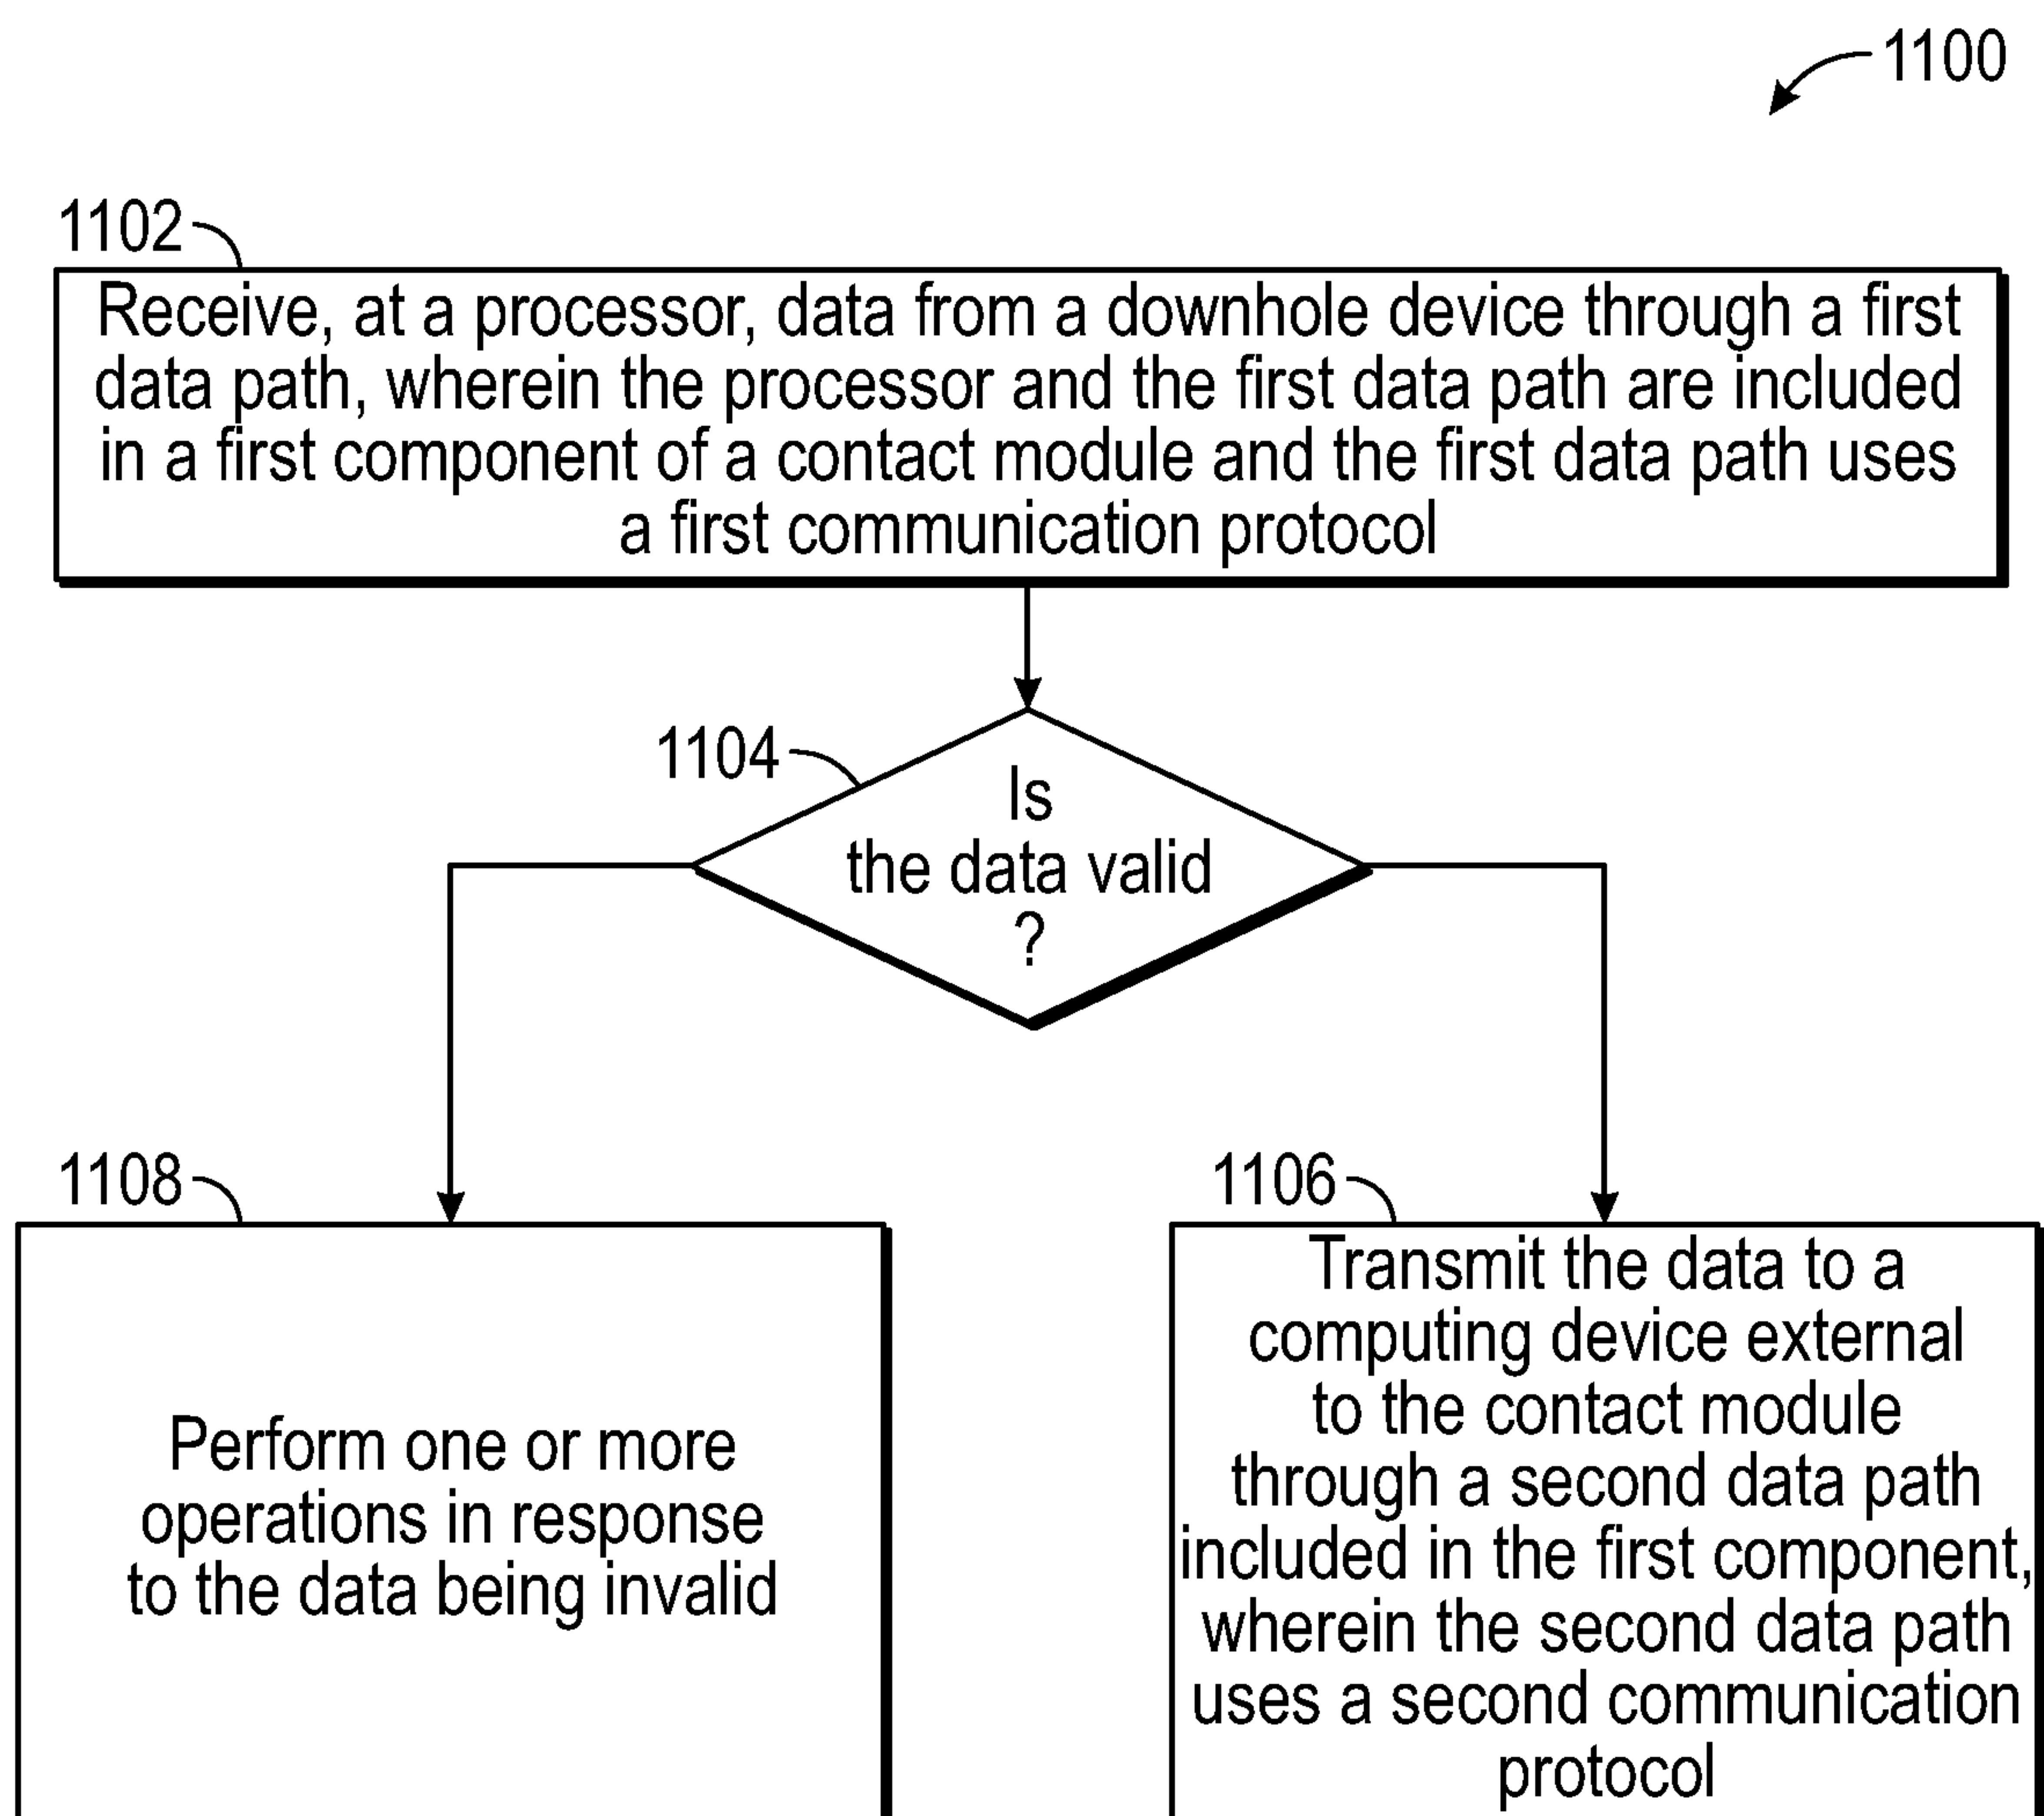 1100
1102
Receive, at a processor, data from a downhole device through a first
data path, wherein the processor and the first data path are included
in a first component of a contact module and the first data path uses
a first communication protocol
1104
Is
the data valid
?
1108
Perform one or more
operations in response
to the data being invalid
1106
Transmit the data to a
computing device external
to the contact module
through a second data path
included in the first component,
wherein the second data path
uses a second communication
protocol